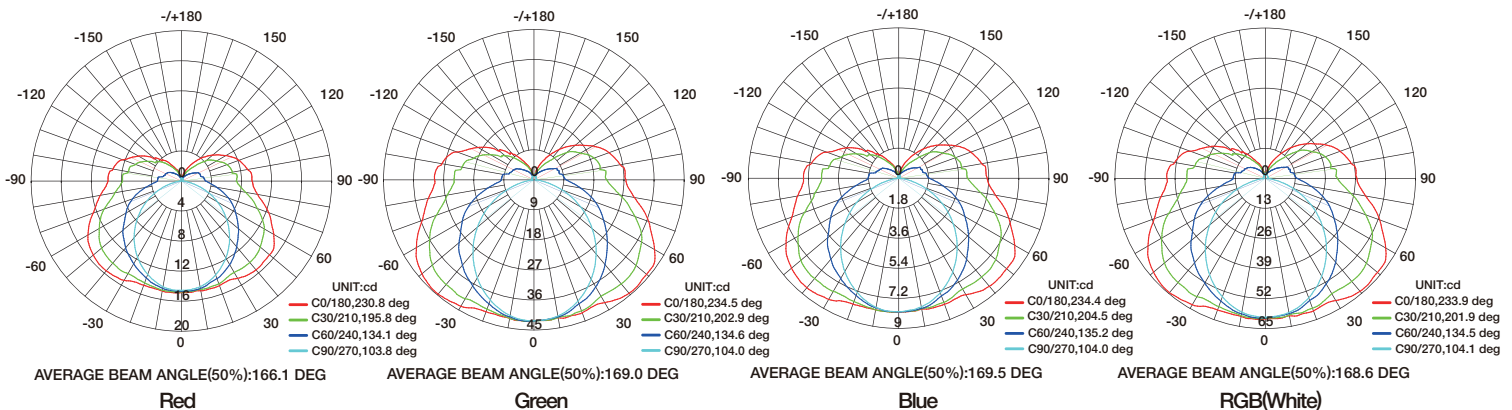 -/+180
-150
150
-120
120
-90
90
-60
60
-30
30
0
0
4
8
12
16
20
UNIT:cd
C0/180,230.8 deg
C30/210,195.8 deg
C60/240,134.1 deg
C90/270,103.8 deg
AVERAGE BEAM ANGLE(50%):166.1 DEG
Red
-/+180
-150
150
-120
120
-90
90
-60
60
-30
30
0
0
9
18
27
36
45
UNIT:cd
C0/180,234.5 deg
C30/210,202.9 deg
C60/240,134.6 deg
C90/270,104.0 deg
AVERAGE BEAM ANGLE(50%):169.0 DEG
Green
-/+180
-150
150
-120
120
-90
90
-60
60
-30
30
0
0
1.8
3.6
5.4
7.2
9
UNIT:cd
C0/180,234.4 deg
C30/210,204.5 deg
C60/240,135.2 deg
C90/270,104.0 deg
AVERAGE BEAM ANGLE(50%):169.5 DEG
Blue
-/+180
-150
150
-120
120
-90
90
-60
60
-30
30
0
0
13
26
39
52
65
UNIT:cd
C0/180,233.9 deg
C30/210,201.9 deg
C60/240,134.5 deg
C90/270,104.1 deg
AVERAGE BEAM ANGLE(50%):168.6 DEG
RGB(White)